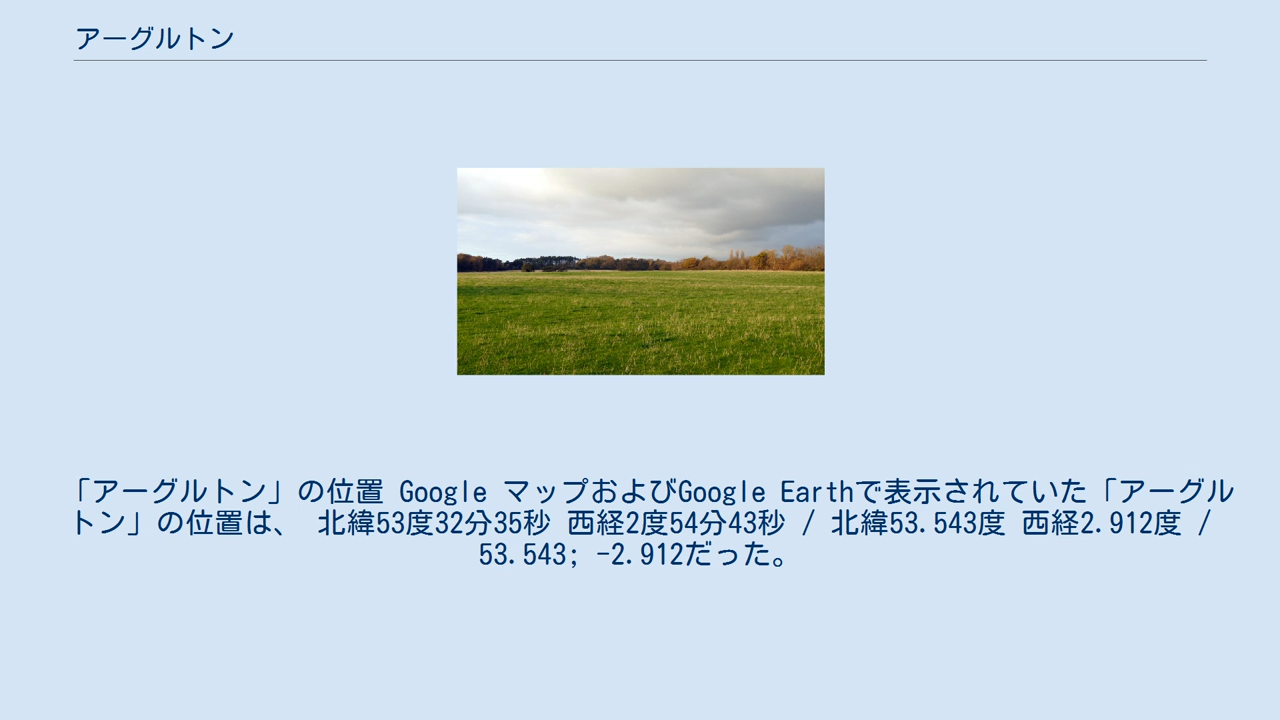 アーグルトン
「アーグルトン」の位置 Google マップおよびGoogle Earthで表示されていた「アーグル
トン」の位置は、 北緯53度32分35秒 西経2度54分43秒 / 北緯53.543度 西経2.912度 /
53.543; -2.912だった。